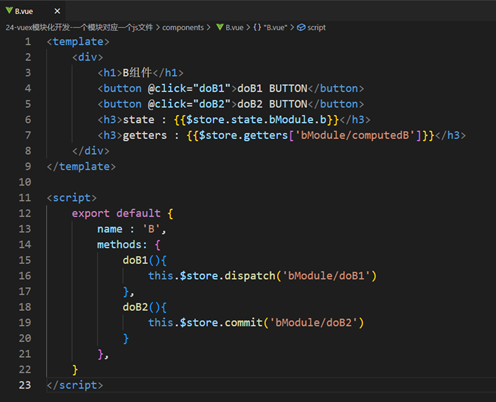 B.vue
24-vuex模块化开发-一个模块对应一个js文件 > components > B.vue > {} "B.vue" > script
1 <template>
2     <div>
3         <h1>B组件</h1>
4         <button @click="doB1">doB1 BUTTON</button>
5         <button @click="doB2">doB2 BUTTON</button>
6         <h3>state : {{$store.state.bModule.b}}</h3>
7         <h3>getters : {{$store.getters['bModule/computedB']}}</h3>
8     </div>
9 </template>
10
11 <script>
12     export default {
13         name : 'B',
14         methods: {
15             doB1(){
16                 this.$store.dispatch('bModule/doB1')
17             },
18             doB2(){
19                 this.$store.commit('bModule/doB2')
20             }
21         },
22     }
23 </script>